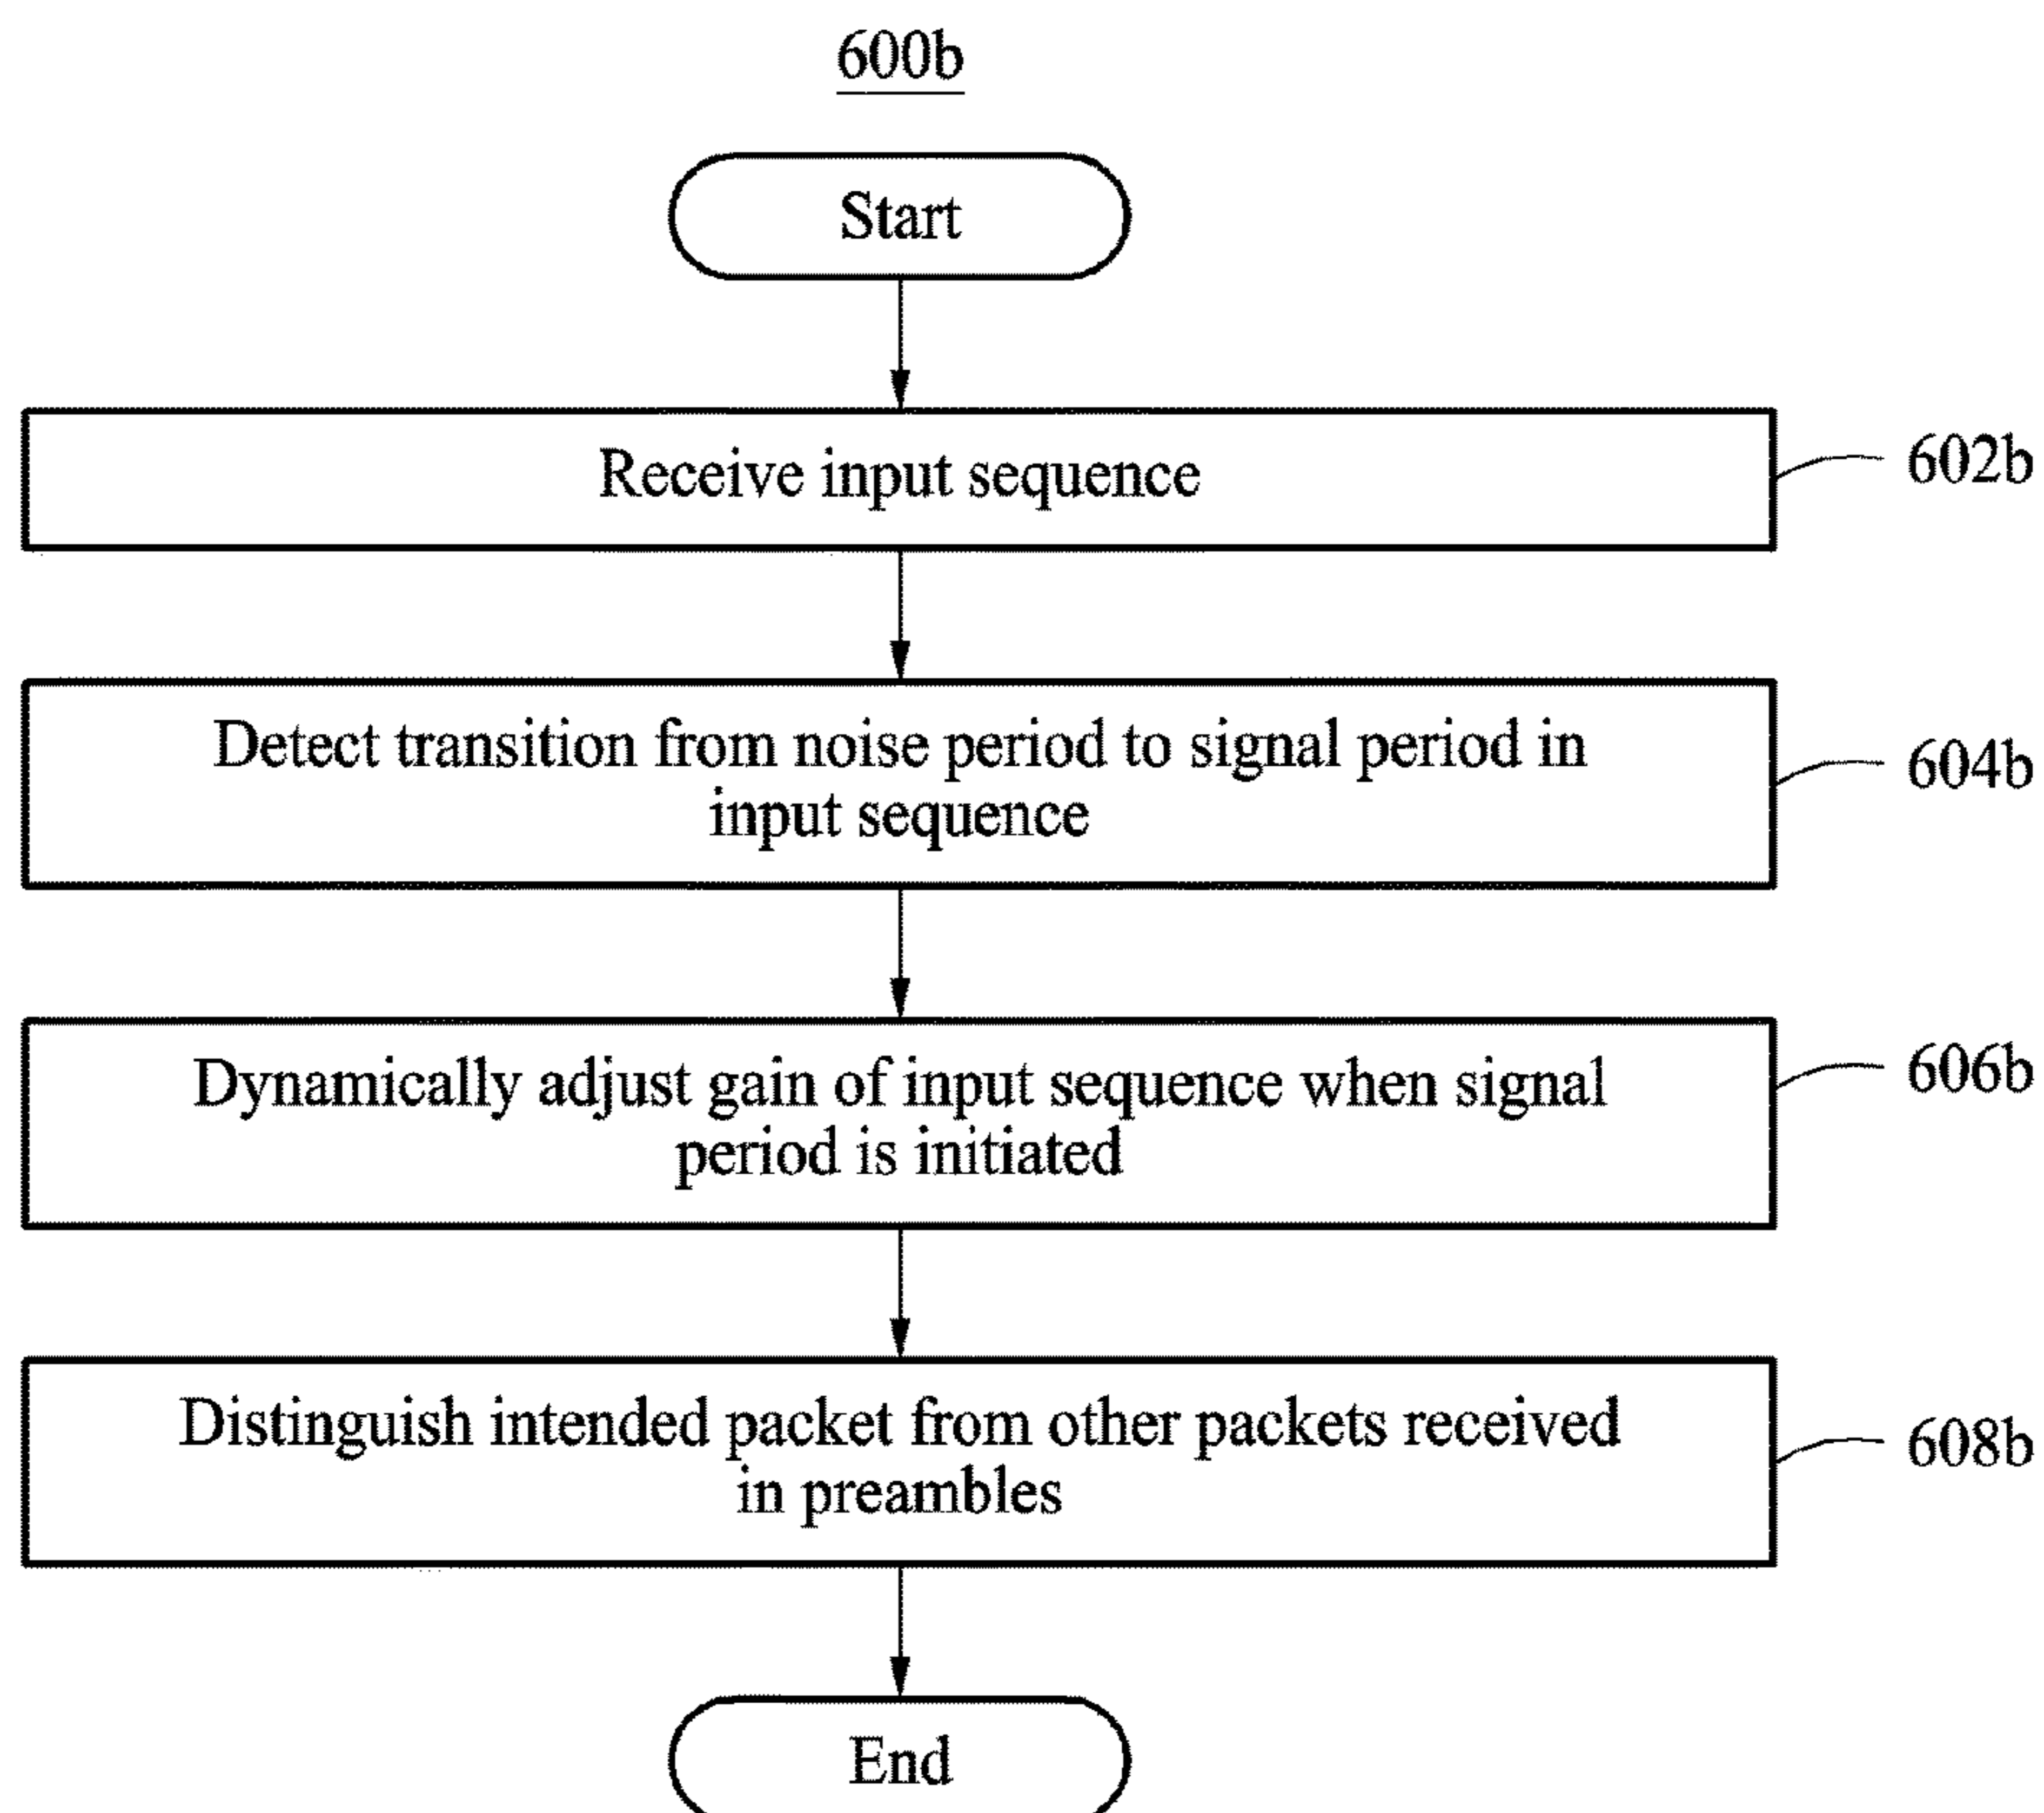 600b
Start
Receive input sequence
602b
Detect transition from noise period to signal period in
input sequence
604b
Dynamically adjust gain of input sequence when signal
period is initiated
606b
Distinguish intended packet from other packets received
in preambles
608b
End